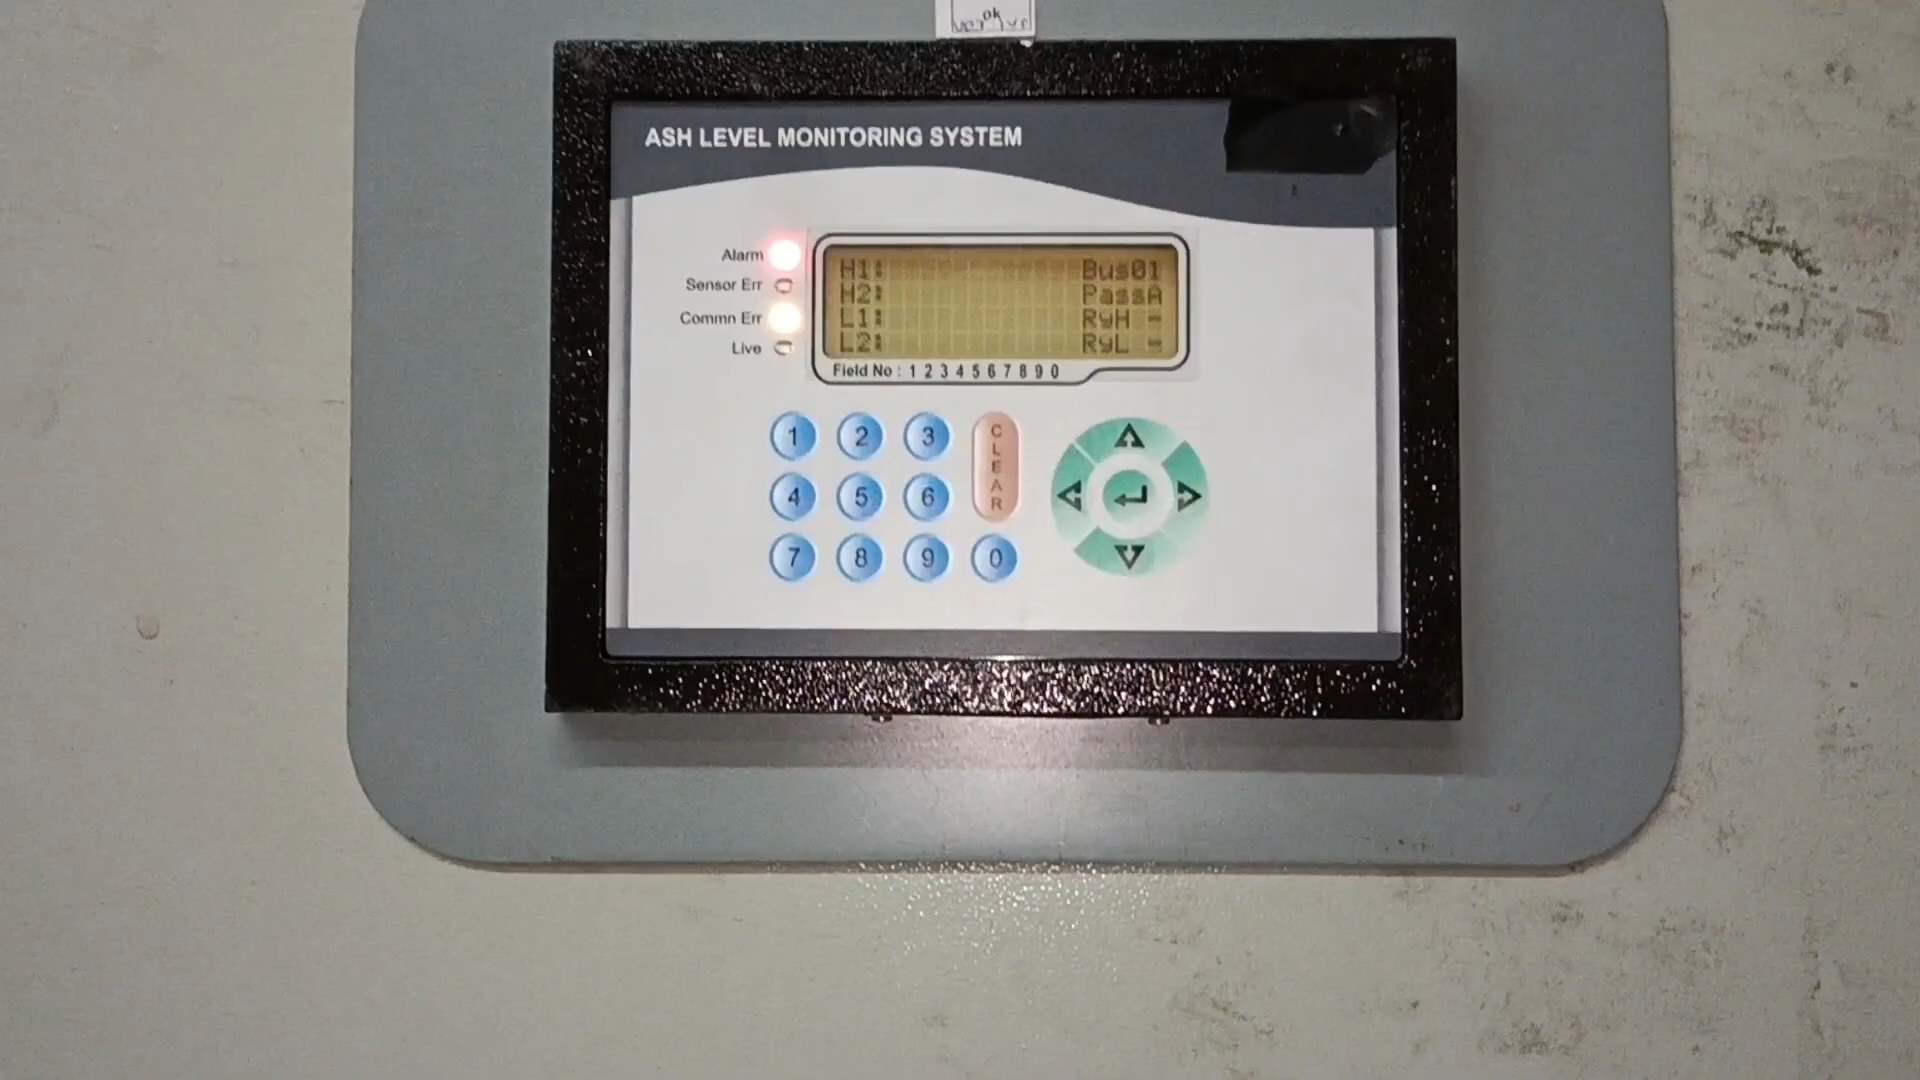 ok
ASH LEVEL MONITORING SYSTEM
Alarm
Sensor Err
Commn Err
Live
H1: Bus01
H2: PassA
L1: RyH -
L2: RyL -
Field No : 1 2 3 4 5 6 7 8 9 0
1 2 3
4 5 6
7 8 9 0
CLEAR